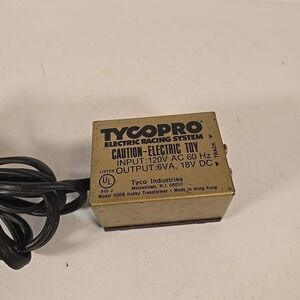 TYCOPRO
ELECTRIC RACING SYSTEM
CAUTION-ELECTRIC TOY
INPUT: 120V AC 60 Hz
OUTPUT: 6VA, 18V DC
TRACK
LISTED
UL
Tyco Industries
Moorestown, N.J. 08057
Hobby Transformer • Made in Hong Kong